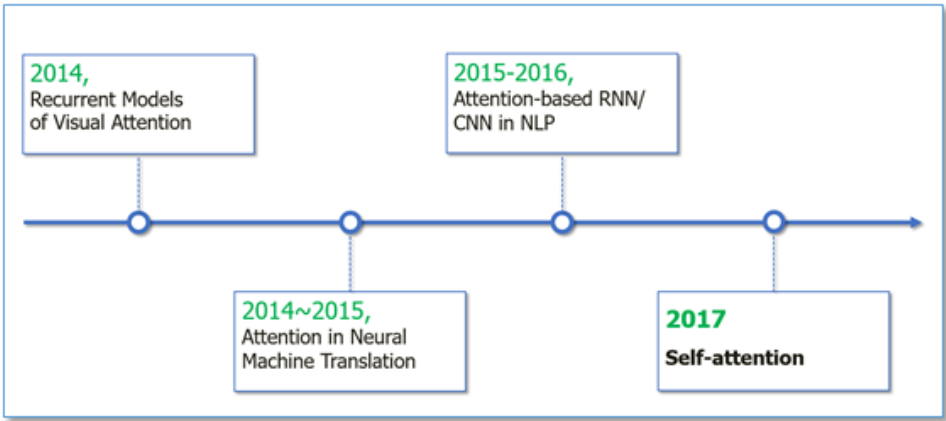 2014,
Recurrent Models
of Visual Attention
2014~2015,
Attention in Neural
Machine Translation
2015-2016,
Attention-based RNN/
CNN in NLP
2017
Self-attention